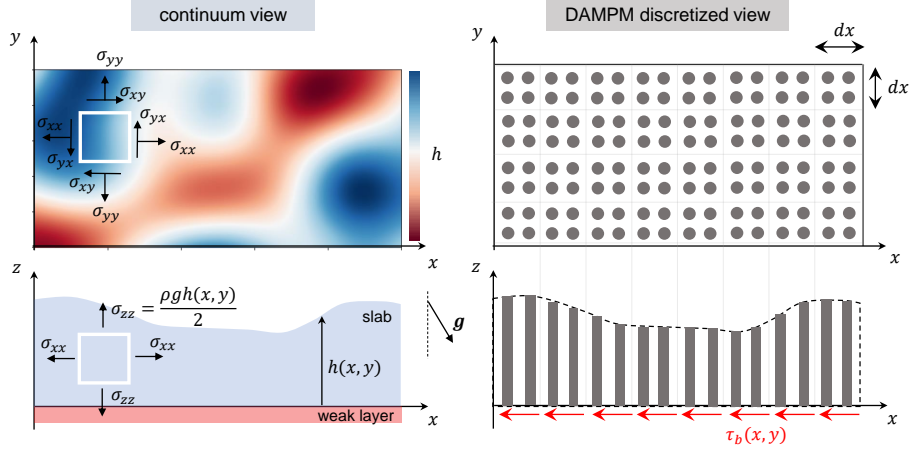 continuum view
DAMPM discretized view
y
σ_yy
σ_xy
σ_yx
σ_xx
σ_xx
σ_yx
σ_xy
σ_yy
h
x
y
dx
dx
x
z
σ_zz = ρgh(x, y)/2
slab
g
σ_xx
σ_xx
h(x, y)
σ_zz
weak layer
x
z
x
τ_b(x, y)